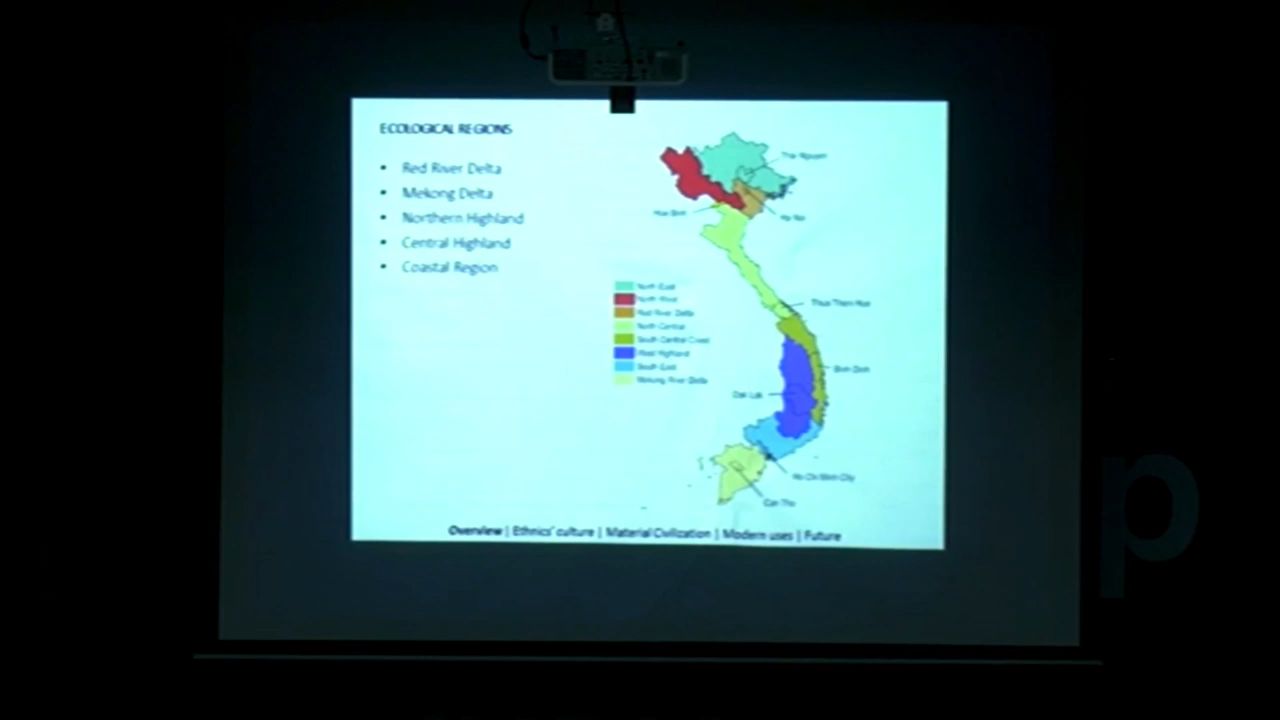 ECOLOGICAL REGIONS
• Red River Delta
• Mekong Delta
• Northern Highland
• Central Highland
• Coastal Region
Hoa Binh
Ha Noi
North East
North West
Red River Delta
North Central
South Central Coast
West Highland
South East
Mekong River Delta
Thua Thien Hue
Binh Dinh
Dak Lak
Ho Chi Minh City
Can Tho
Overview | Ethnics' culture | Material Civilization | Modern uses | Future
p